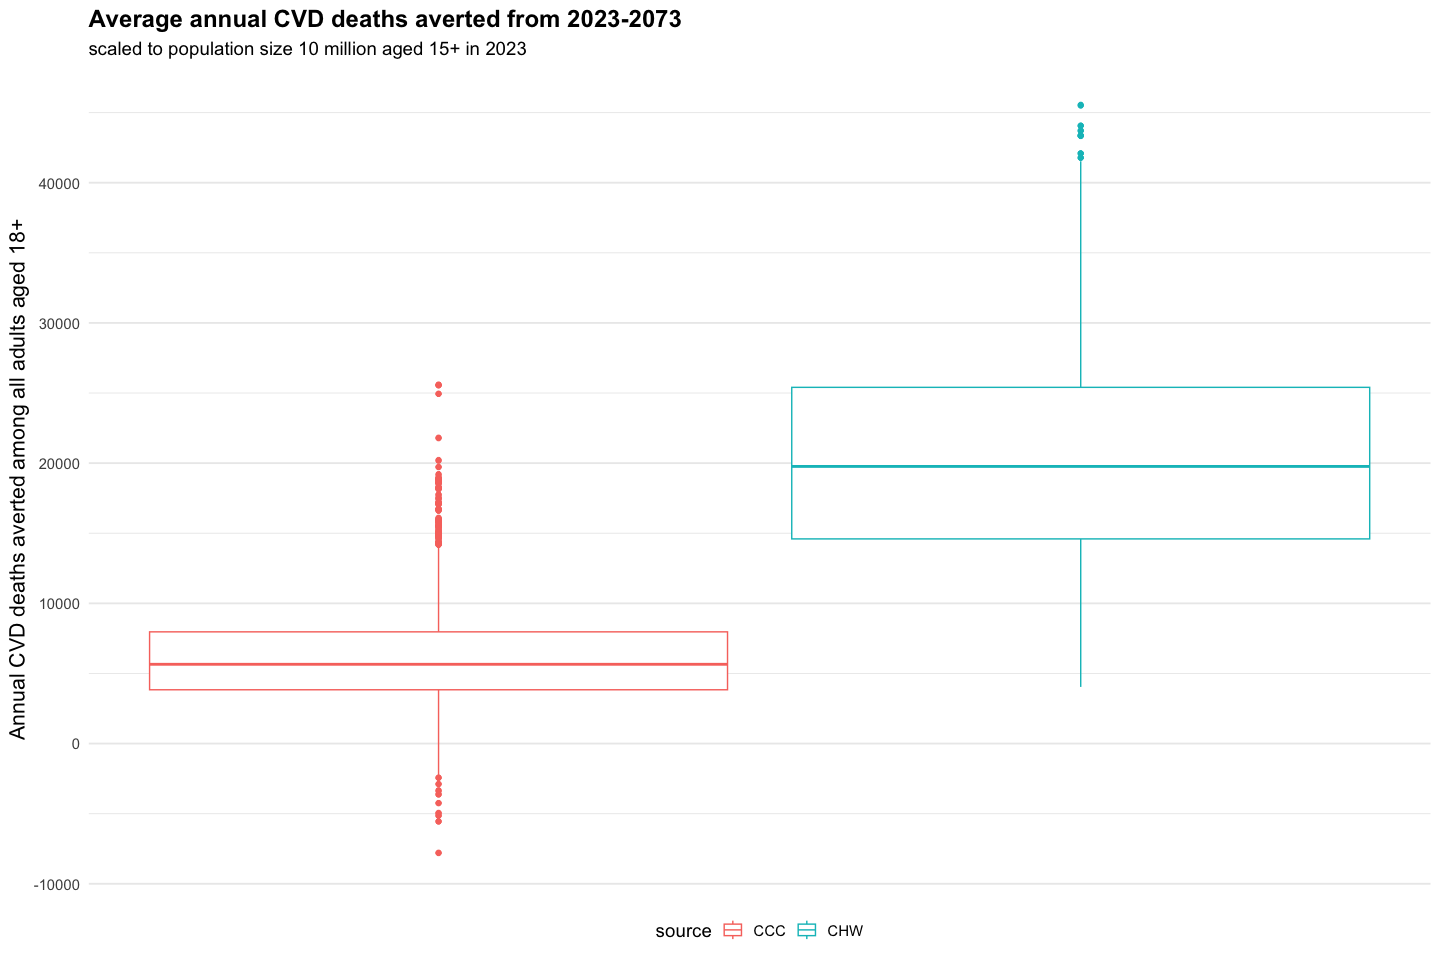 Average annual CVD deaths averted from 2023-2073
scaled to population size 10 million aged 15+ in 2023
Annual CVD deaths averted among all adults aged 18+
40000
30000
20000
10000
0
-10000
source CCC CHW